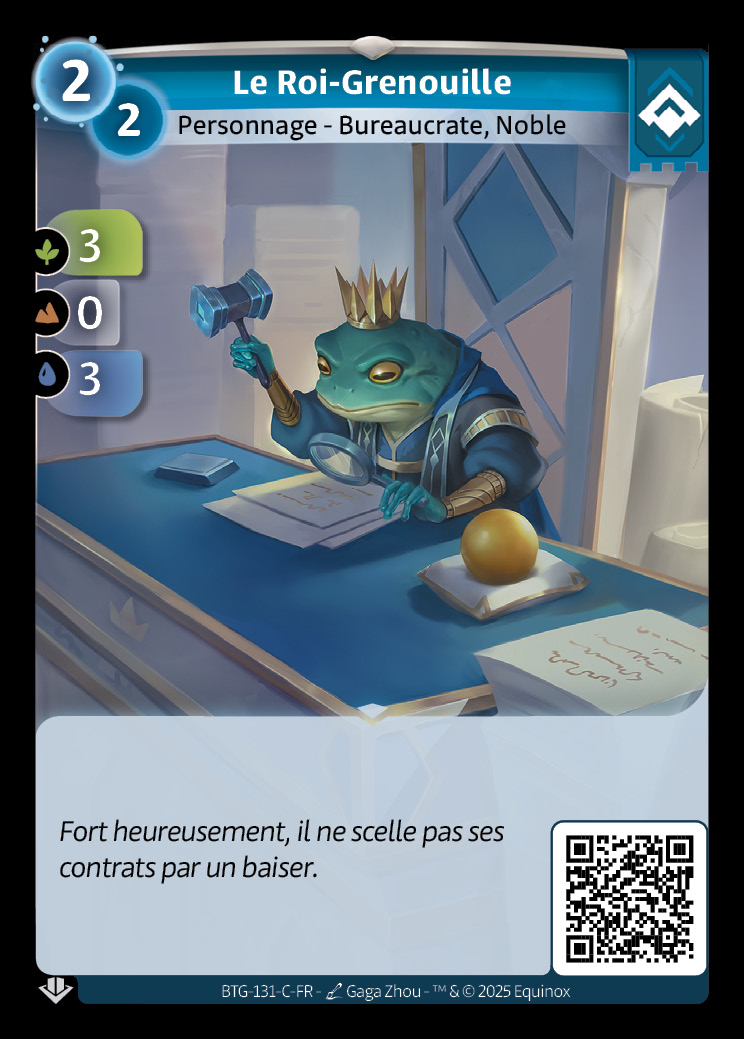 2
Le Roi-Grenouille
2
Personnage - Bureaucrate, Noble
3
0
3
Fort heureusement, il ne scelle pas ses
contrats par un baiser.
BTG-131-C-FR - Gaga Zhou - ™ & © 2025 Equinox